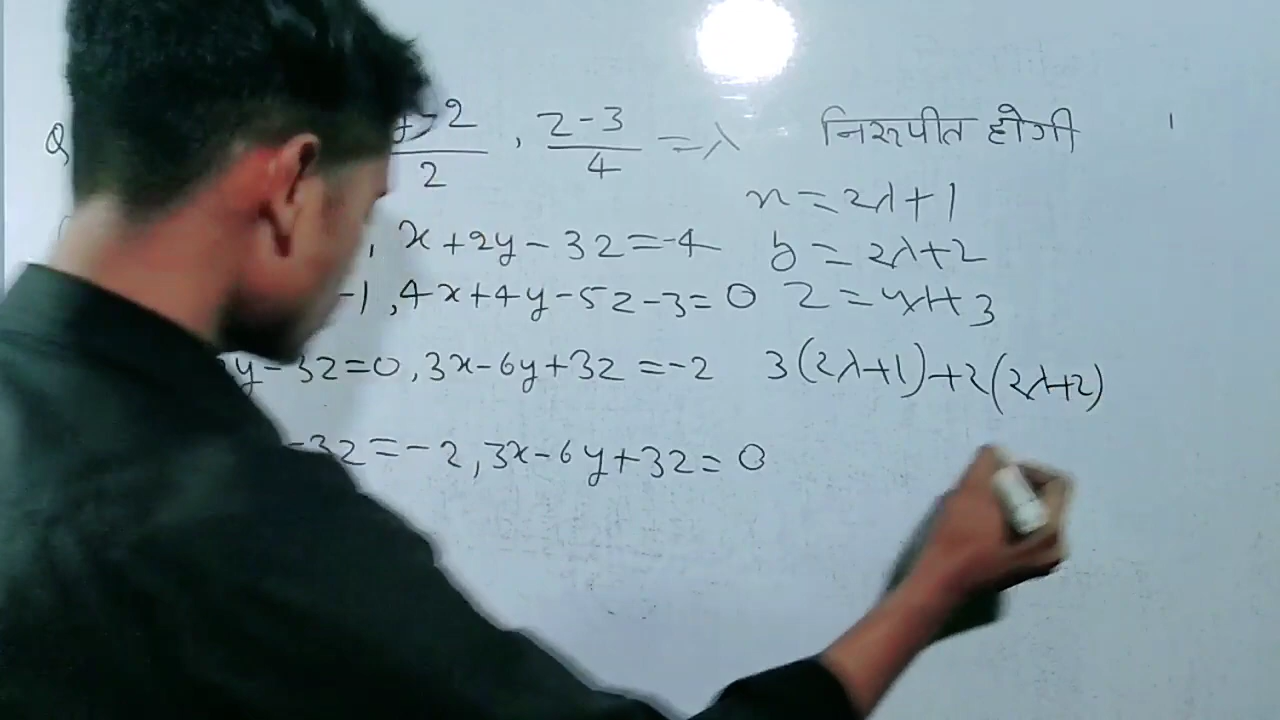 Q y-2/2 , z-3/4 = λ निरूपीत होगी ।
x = 2λ+1
, x+2y-3z=-4 y = 2λ+2
-1 ,4x+4y-5z-3=0 z = 4λ+3
y-3z=0,3x-6y+3z=-2 3(2λ+1)+2(2λ+2)
-3z=-2,3x-6y+3z=0